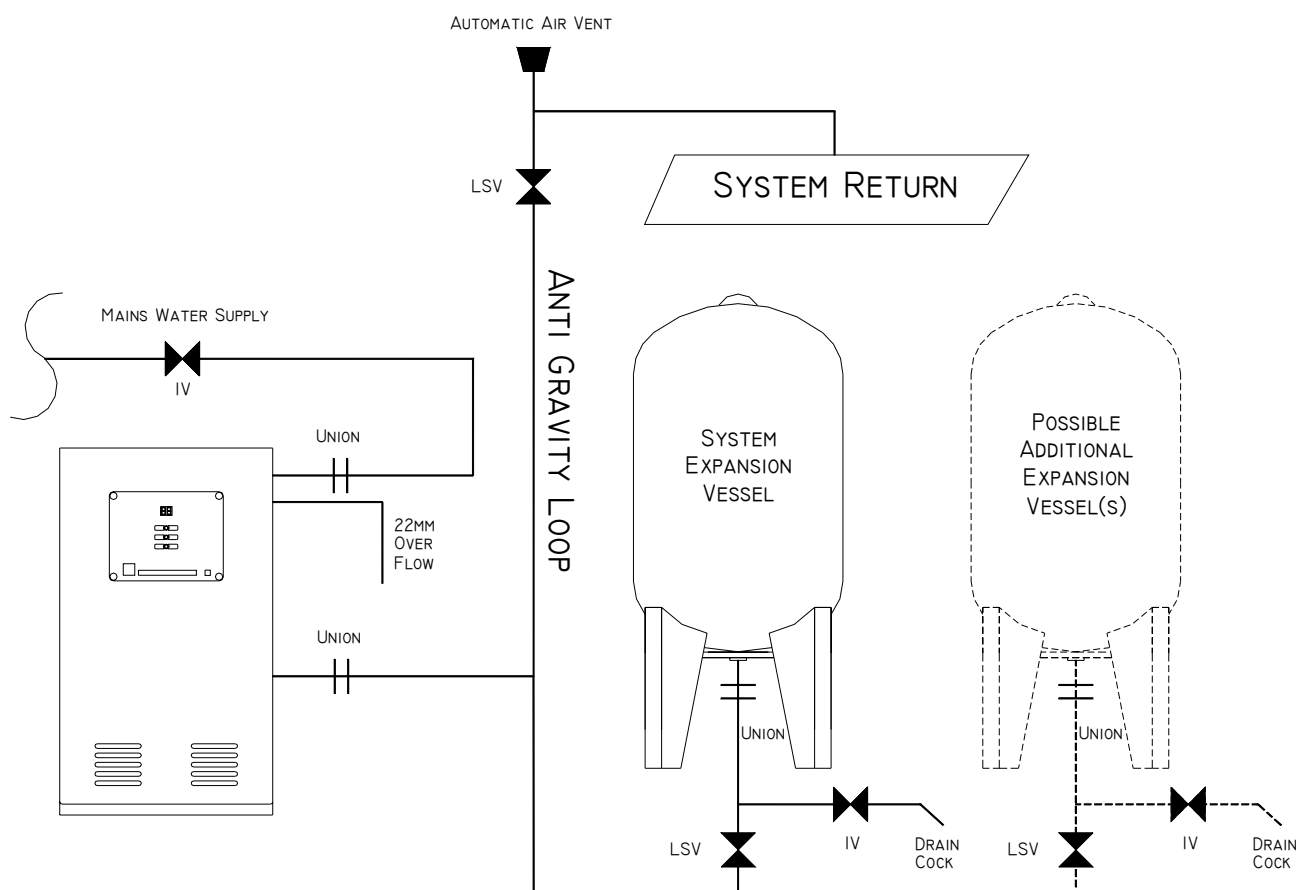 Automatic Air Vent
LSV
System Return
Anti Gravity Loop
Mains Water Supply
IV
Union
22mm
Over
Flow
Union
System
Expansion
Vessel
Possible
Additional
Expansion
Vessel(s)
Union
Union
LSV
IV
Drain
Cock
LSV
IV
Drain
Cock